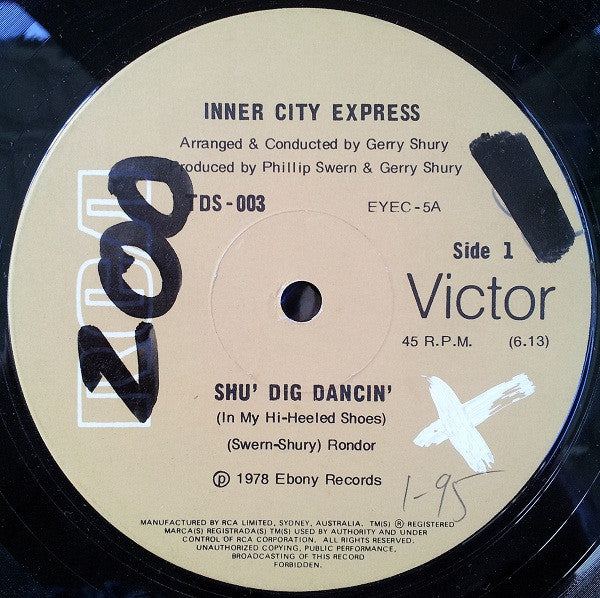 INNER CITY EXPRESS
Arranged & Conducted by Gerry Shury
Produced by Phillip Swern & Gerry Shury
TDS-003
EYEC-5A
RCA
200
Side 1
Victor
45 R.P.M.
(6.13)
SHU' DIG DANCIN'
(In My Hi-Heeled Shoes)
(Swern-Shury) Rondor
℗ 1978 Ebony Records
1-95
MANUFACTURED BY RCA LIMITED, SYDNEY, AUSTRALIA. TM(S) ® REGISTERED
MARCA(S) REGISTRADA(S) TM(S) USED BY AUTHORITY AND UNDER
CONTROL OF RCA CORPORATION. ALL RIGHTS RESERVED.
UNAUTHORIZED COPYING, PUBLIC PERFORMANCE,
BROADCASTING OF THIS RECORD
FORBIDDEN.